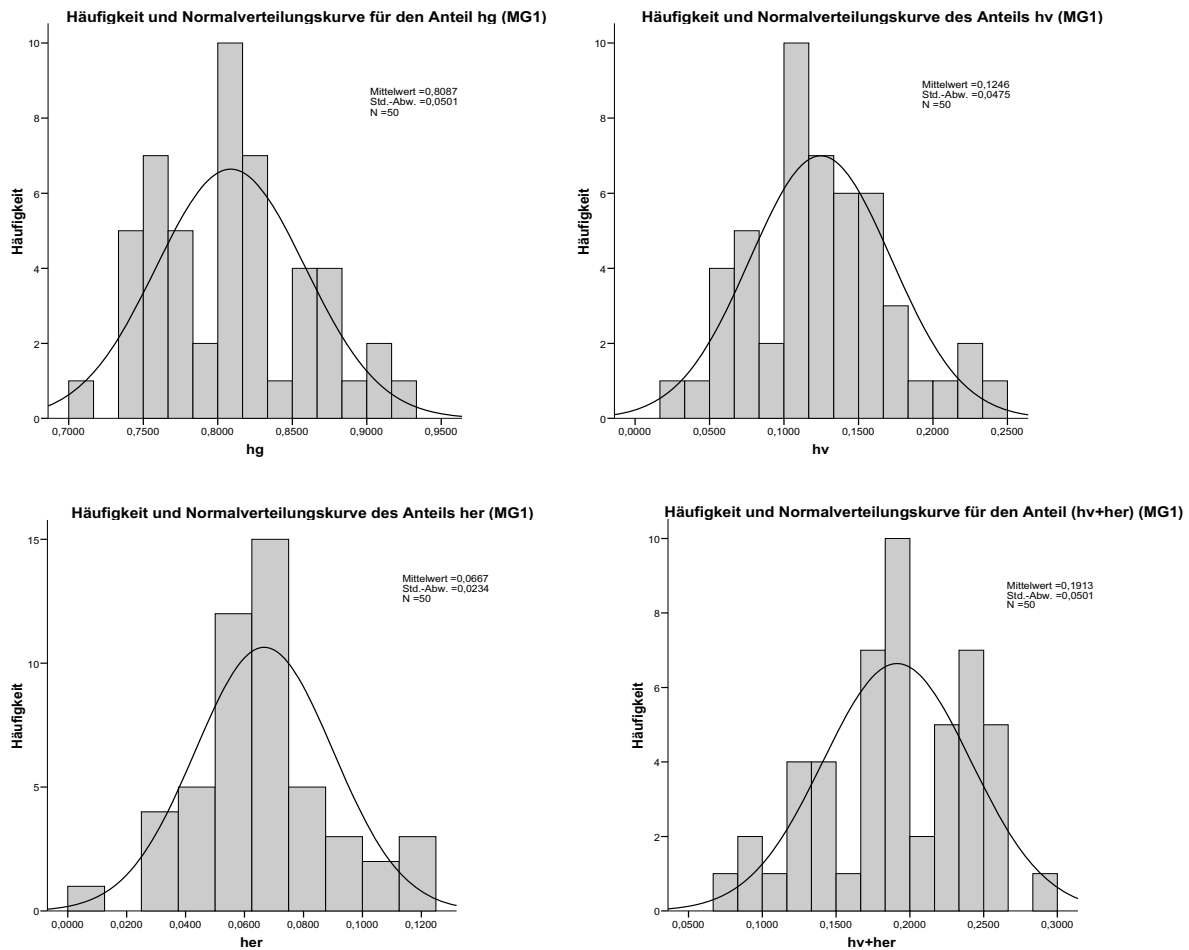 Häufigkeit und Normalverteilungskurve für den Anteil hg (MG1)
Mittelwert =0,8087
Std.-Abw. =0,0501
N =50
Häufigkeit
10
8
6
4
2
0
0,7000 0,7500 0,8000 0,8500 0,9000 0,9500
hg
Häufigkeit und Normalverteilungskurve des Anteils hv (MG1)
Mittelwert =0,1246
Std.-Abw. =0,0475
N =50
Häufigkeit
10
8
6
4
2
0
0,0000 0,0500 0,1000 0,1500 0,2000 0,2500
hv
Häufigkeit und Normalverteilungskurve des Anteils her (MG1)
Mittelwert =0,0667
Std.-Abw. =0,0234
N =50
Häufigkeit
15
10
5
0
0,0000 0,0200 0,0400 0,0600 0,0800 0,1000 0,1200
her
Häufigkeit und Normalverteilungskurve für den Anteil (hv+her) (MG1)
Mittelwert =0,1913
Std.-Abw. =0,0501
N =50
Häufigkeit
10
8
6
4
2
0
0,0500 0,1000 0,1500 0,2000 0,2500 0,3000
hv+her